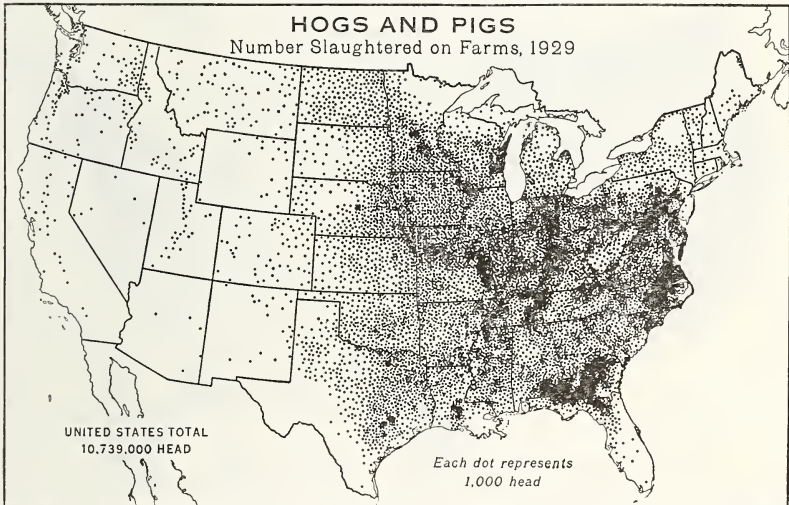 HOGS AND PIGS
Number Slaughtered on Farms, 1929
UNITED STATES TOTAL
10,739,000 HEAD
Each dot represents
1,000 head